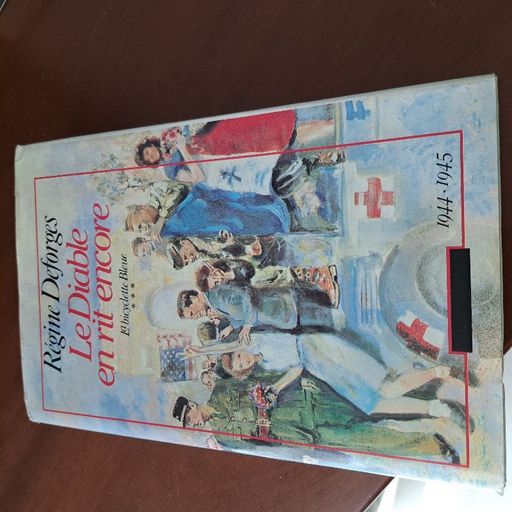 Régine Deforges
Le Diable
en rit encore
La bicyclette Bleue
***
1944-1945